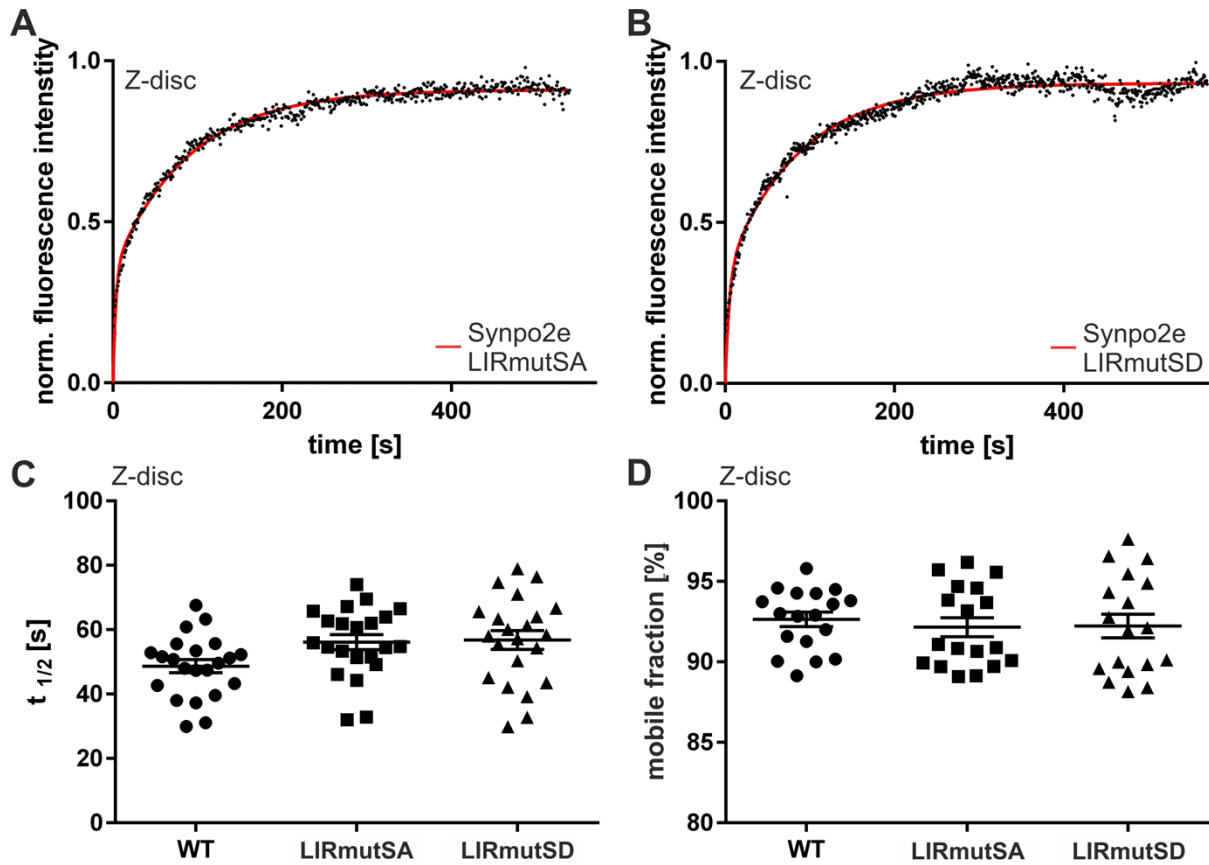 A
Z-disc
norm. fluorescence intenstity
1.0
0.5
0.0
0
200
400
time [s]
Synpo2e
LIRmutSA
B
Z-disc
norm. fluorescence intenstity
1.0
0.5
0.0
0
200
400
time [s]
Synpo2e
LIRmutSD
C
Z-disc
t 1/2 [s]
100
80
60
40
20
0
WT
LIRmutSA
LIRmutSD
D
Z-disc
mobile fraction [%]
100
95
90
85
80
WT
LIRmutSA
LIRmutSD